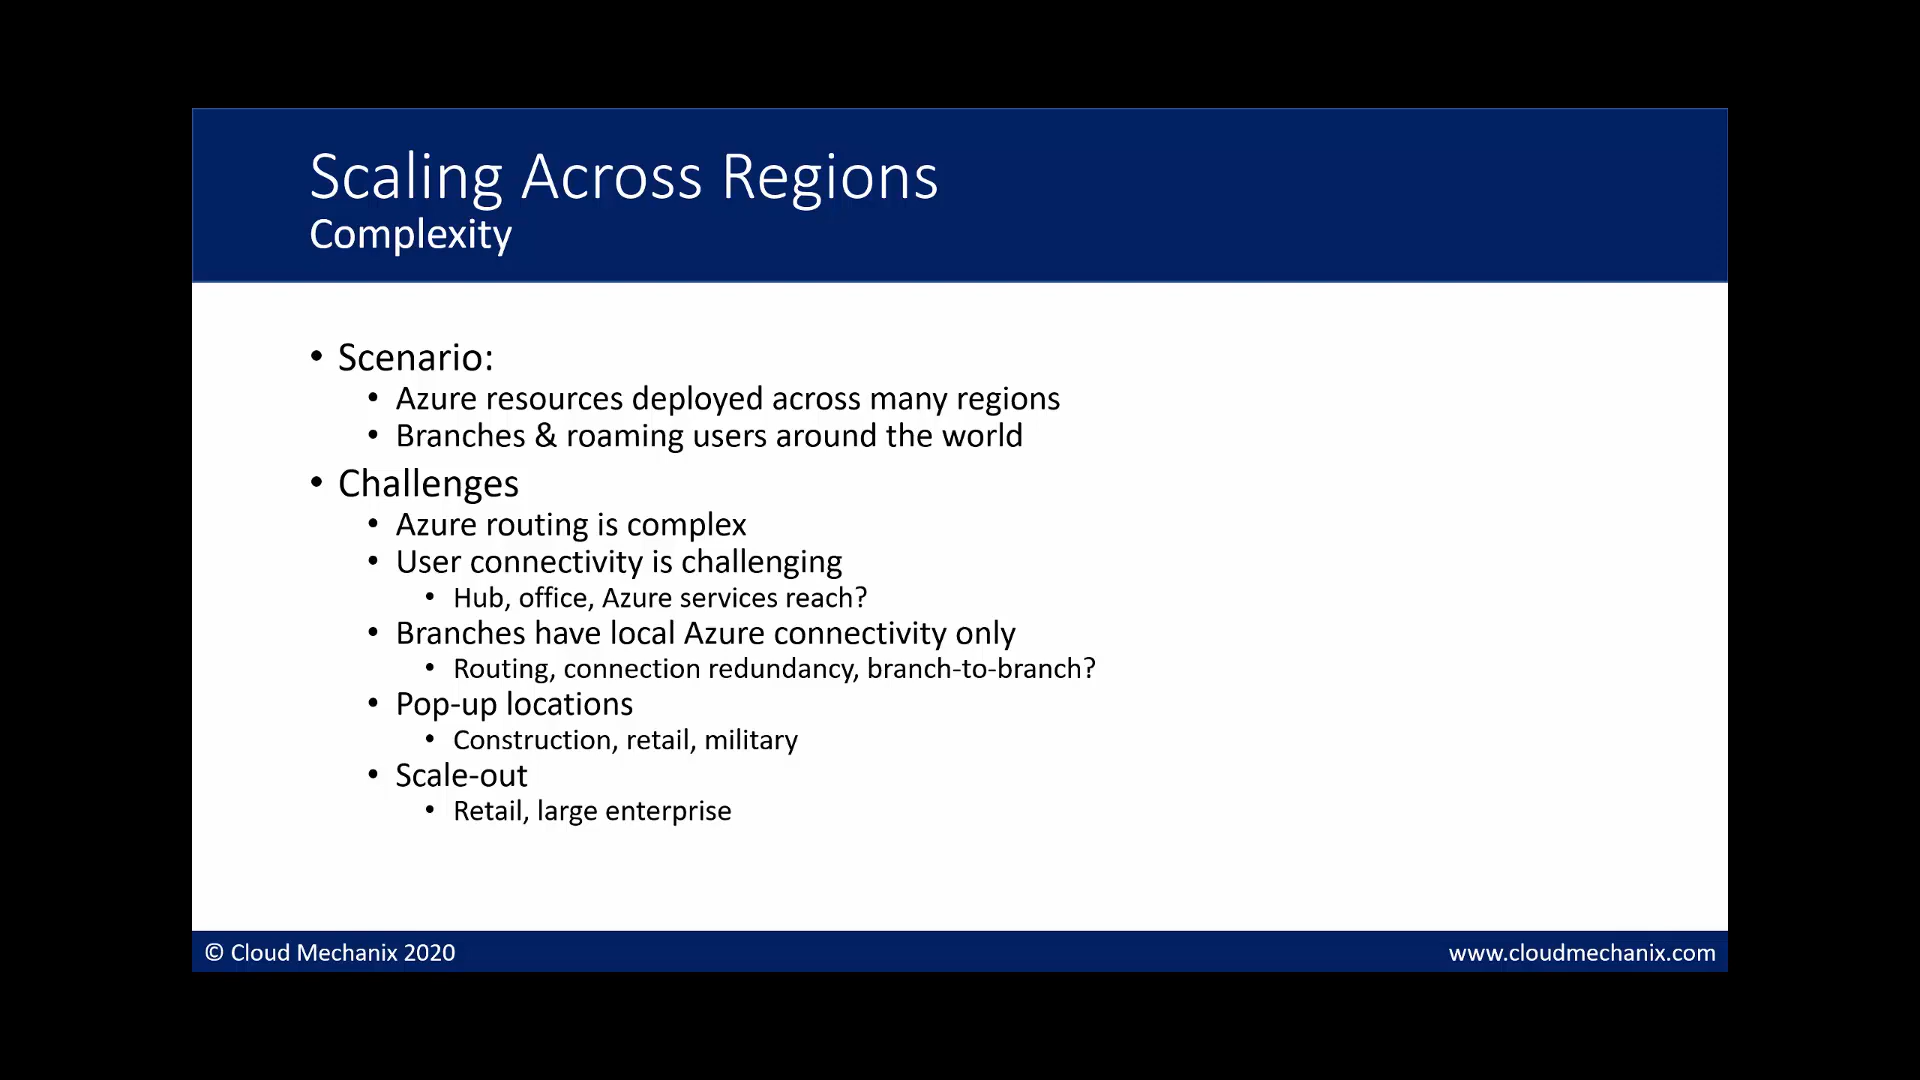 Scaling Across Regions
Complexity
• Scenario:
• Azure resources deployed across many regions
• Branches & roaming users around the world
• Challenges
• Azure routing is complex
• User connectivity is challenging
• Hub, office, Azure services reach?
• Branches have local Azure connectivity only
• Routing, connection redundancy, branch-to-branch?
• Pop-up locations
• Construction, retail, military
• Scale-out
• Retail, large enterprise
© Cloud Mechanix 2020
www.cloudmechanix.com